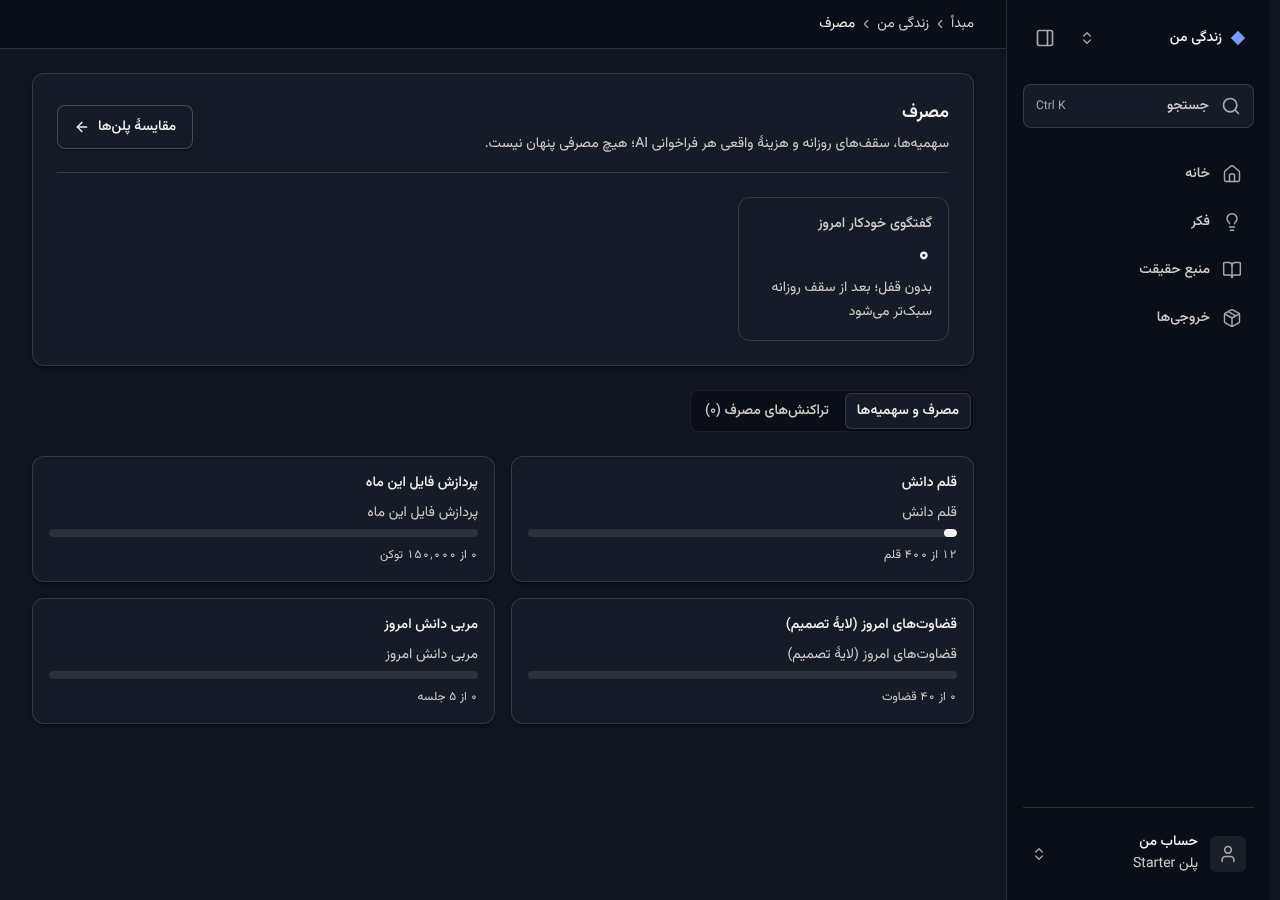 زندگی من
جستجو
Ctrl K
خانه
فکر
منبع حقیقت
خروجی‌ها
حساب من
پلن Starter
مبدأ
زندگی من
مصرف
مصرف
سهمیه‌ها، سقف‌های روزانه و هزینهٔ واقعی هر فراخوانی AI؛ هیچ مصرفی پنهان نیست.
مقایسهٔ پلن‌ها
گفتگوی خودکار امروز
۰
بدون قفل؛ بعد از سقف روزانه
سبک‌تر می‌شود
مصرف و سهمیه‌ها
تراکنش‌های مصرف (۰)
قلم دانش
قلم دانش
۱۲ از ۴۰۰ قلم
پردازش فایل این ماه
پردازش فایل این ماه
۰ از ۱۵۰,۰۰۰ توکن
قضاوت‌های امروز (لایهٔ تصمیم)
قضاوت‌های امروز (لایهٔ تصمیم)
۰ از ۴۰ قضاوت
مربی دانش امروز
مربی دانش امروز
۰ از ۵ جلسه